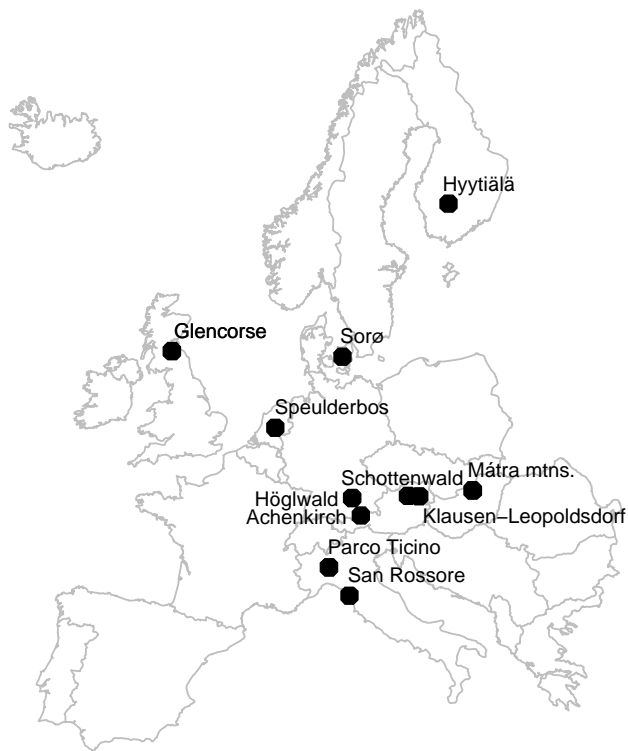 Hyytiälä
Glencorse
Sorø
Speulderbos
Schottenwald
Mátra mtns.
Höglwald
Achenkirch
Klausen–Leopoldsdorf
Parco Ticino
San Rossore